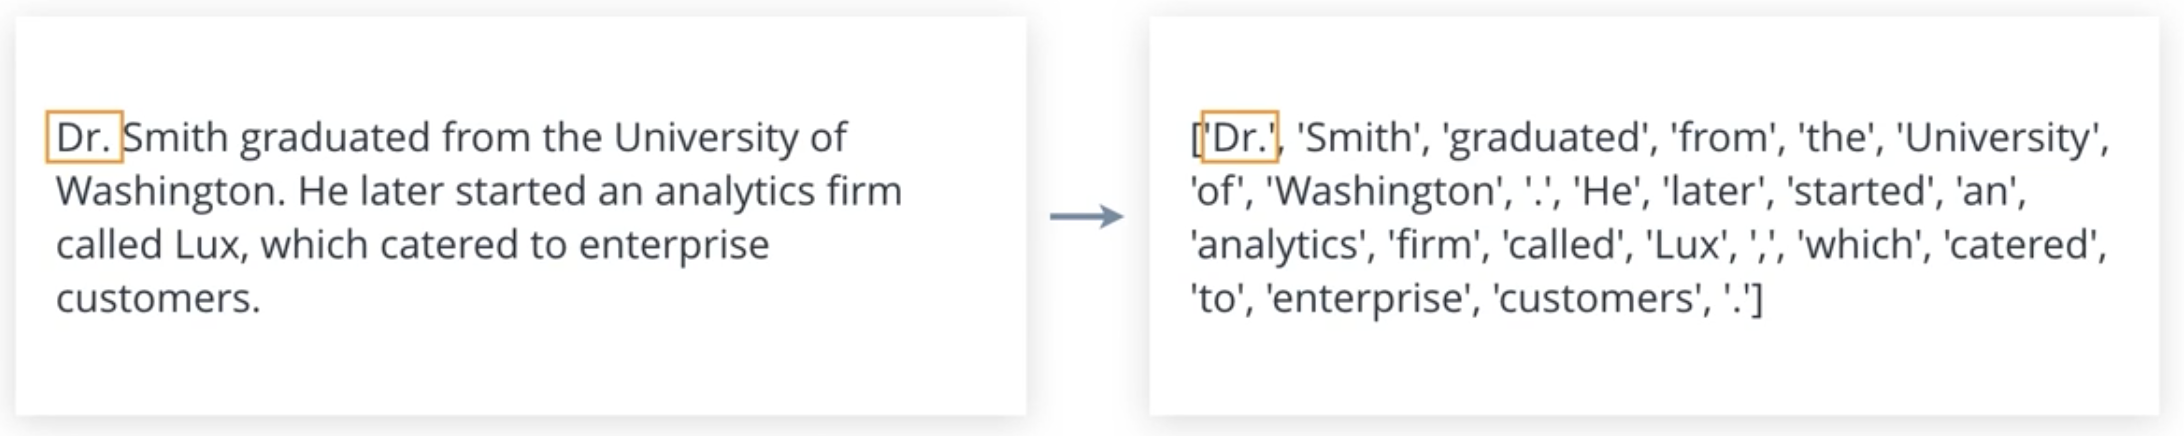 Dr. Smith graduated from the University of
Washington. He later started an analytics firm
called Lux, which catered to enterprise
customers.
['Dr.', 'Smith', 'graduated', 'from', 'the', 'University',
'of', 'Washington', '.', 'He', 'later', 'started', 'an',
'analytics', 'firm', 'called', 'Lux', ',', 'which', 'catered',
'to', 'enterprise', 'customers', '.']